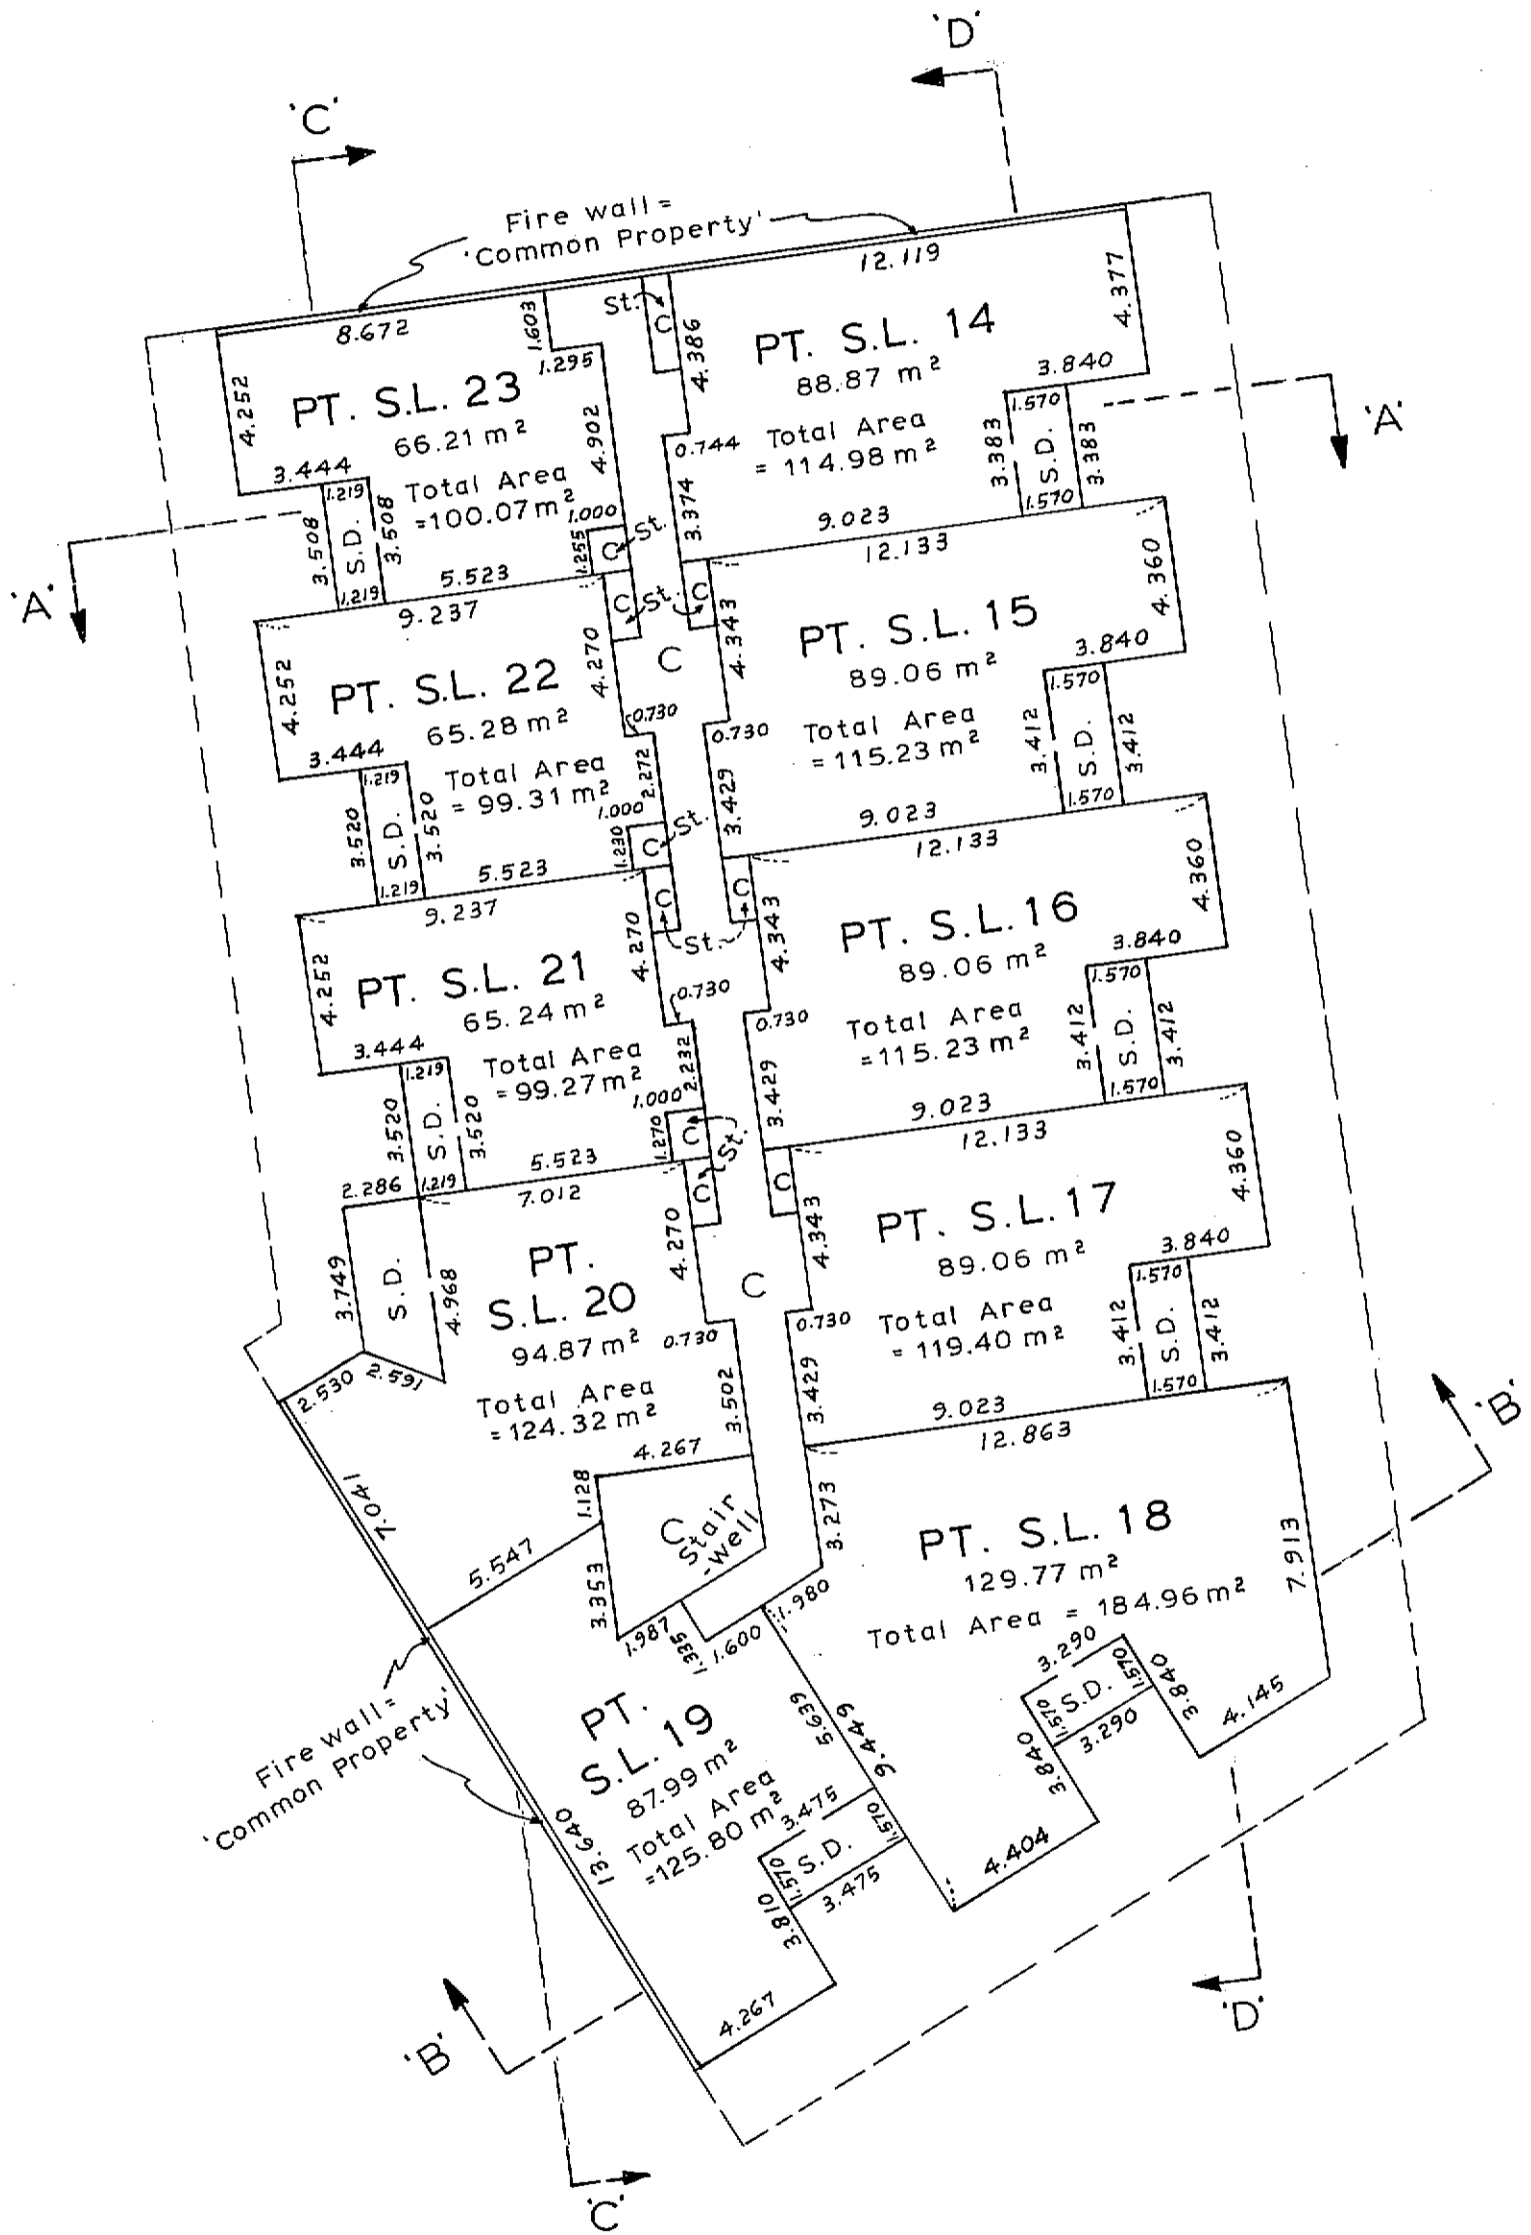 'D'
'C'
Fire wall =
'Common Property'
12.119
8.672
1.603
St.
C
4.386
4.377
PT. S.L. 14
88.87 m²
3.840
1.295
4.252
PT. S.L. 23
66.21 m²
4.902
1.570
'A'
0.744
Total Area
= 114.98 m²
3.383
S.D.
3.383
3.444
1.219
Total Area
=100.07 m²
1.000
St.
3.374
1.570
9.023
12.133
3.508
S.D.
3.508
1.255
C
5.523
1.219
'A'
9.237
C
St.
C
4.343
4.360
PT. S.L. 15
89.06 m²
3.840
4.270
C
4.252
PT. S.L. 22
65.28 m²
0.730
0.730
1.570
Total Area
= 115.23 m²
3.412
S.D.
3.412
3.444
1.219
Total Area
= 99.31 m²
2.272
1.000
St.
3.429
1.570
9.023
12.133
3.520
S.D.
3.520
1.230
C
5.523
1.219
9.237
C
C
St.
4.343
4.360
PT. S.L. 16
89.06 m²
3.840
4.270
4.252
PT. S.L. 21
65.24 m²
0.730
0.730
1.570
Total Area
=115.23 m²
3.412
S.D.
3.412
3.444
1.219
Total Area
= 99.27 m²
2.232
1.000
3.429
1.570
9.023
12.133
3.520
S.D.
3.520
1.270
C
St.
5.523
2.286
1.219
7.012
C
C
4.343
4.360
PT. S.L. 17
89.06 m²
3.840
4.270
C
3.749
S.D.
4.968
PT.
S.L. 20
94.87 m²
0.730
0.730
1.570
Total Area
= 119.40 m²
3.412
S.D.
3.412
2.530
2.591
Total Area
= 124.32 m²
3.502
3.429
1.570
9.023
12.863
'B'
4.267
7.041
1.128
C
Stair
-well
3.273
PT. S.L. 18
129.77 m²
7.913
5.547
3.353
1.980
Total Area = 184.96 m²
1.987
1.335
1.600
3.290
1.570
S.D.
1.570
3.290
3.840
3.840
4.145
Fire wall =
'Common Property'
PT.
S.L. 19
87.99 m²
Total Area
=125.80 m²
5.639
9.449
3.475
1.570
S.D.
1.570
3.475
4.404
13.640
3.810
4.267
'B'
'D'
'C'